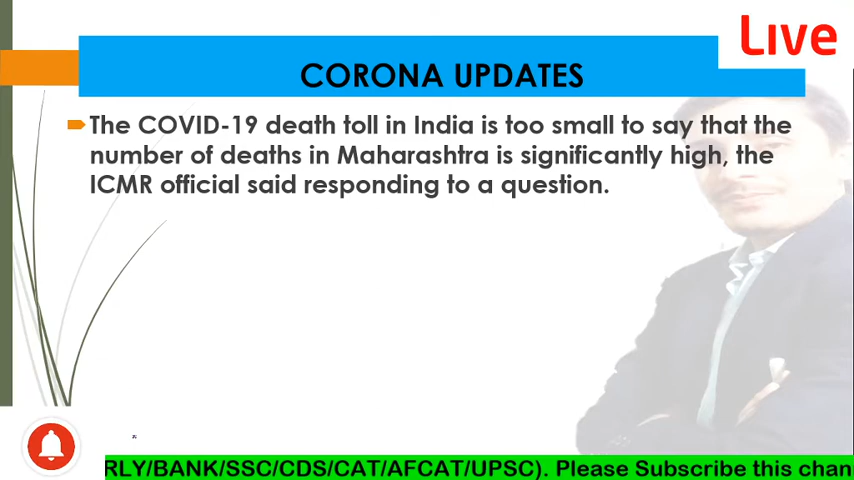 Live
CORONA UPDATES
The COVID-19 death toll in India is too small to say that the
number of deaths in Maharashtra is significantly high, the
ICMR official said responding to a question.
RLY/BANK/SSC/CDS/CAT/AFCAT/UPSC). Please Subscribe this chan